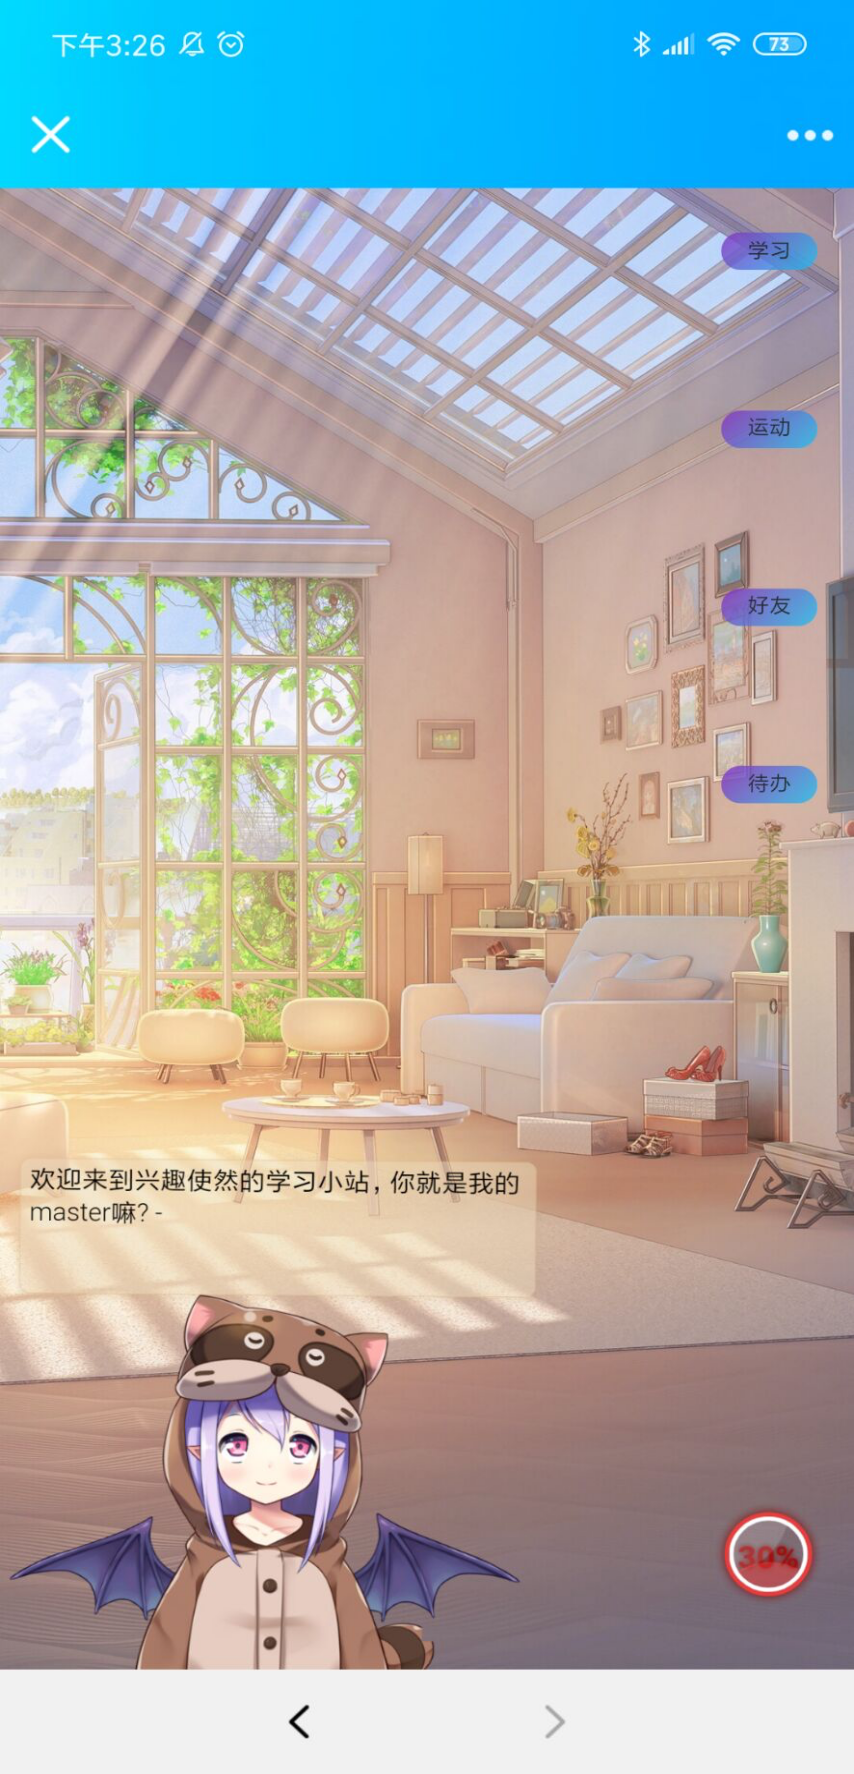 下午3:26
73
学习
运动
好友
待办
欢迎来到兴趣使然的学习小站，你就是我的
master嘛? -
30%